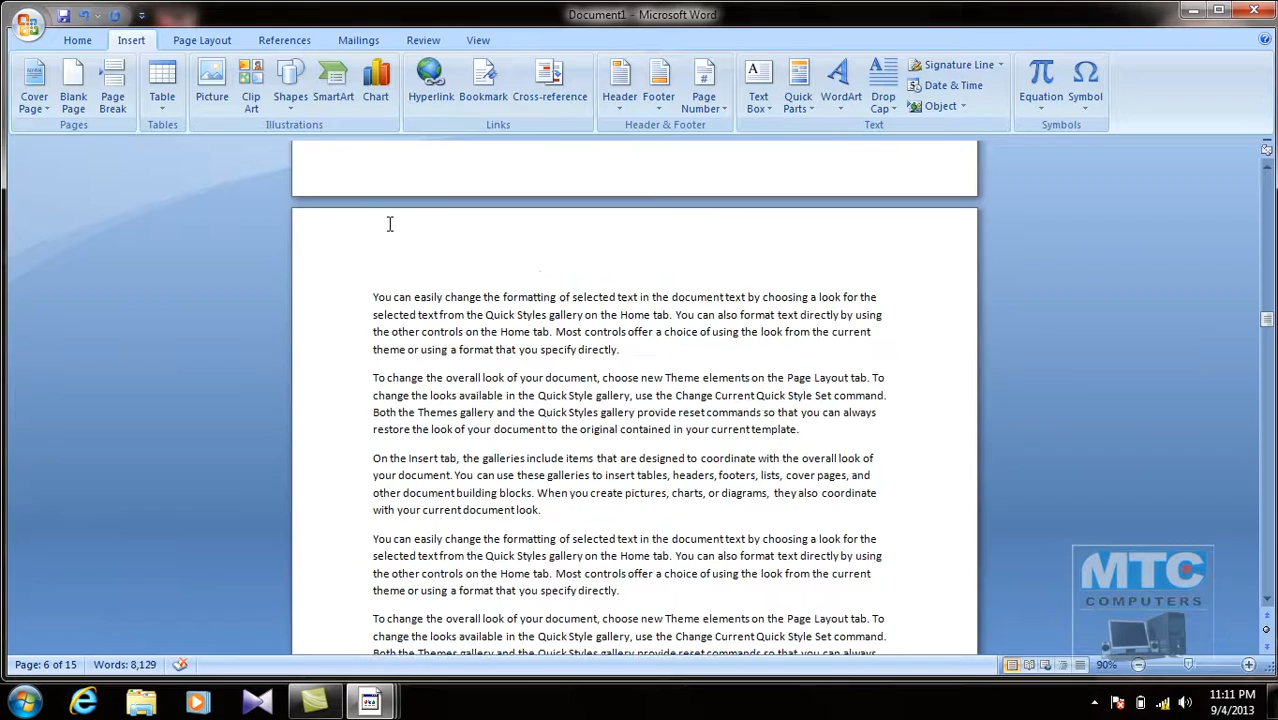 Document1 - Microsoft Word
Home Insert Page Layout References Mailings Review View
Cover Page Blank Page Page Break Table Picture Clip Art Shapes SmartArt Chart Hyperlink Bookmark Cross-reference Header Footer Page Number Text Box Quick Parts WordArt Drop Cap Signature Line Date & Time Object Equation Symbol
Pages Tables Illustrations Links Header & Footer Text Symbols
You can easily change the formatting of selected text in the document text by choosing a look for the
selected text from the Quick Styles gallery on the Home tab. You can also format text directly by using
the other controls on the Home tab. Most controls offer a choice of using the look from the current
theme or using a format that you specify directly.
To change the overall look of your document, choose new Theme elements on the Page Layout tab. To
change the looks available in the Quick Style gallery, use the Change Current Quick Style Set command.
Both the Themes gallery and the Quick Styles gallery provide reset commands so that you can always
restore the look of your document to the original contained in your current template.
On the Insert tab, the galleries include items that are designed to coordinate with the overall look of
your document. You can use these galleries to insert tables, headers, footers, lists, cover pages, and
other document building blocks. When you create pictures, charts, or diagrams, they also coordinate
with your current document look.
You can easily change the formatting of selected text in the document text by choosing a look for the
selected text from the Quick Styles gallery on the Home tab. You can also format text directly by using
the other controls on the Home tab. Most controls offer a choice of using the look from the current
theme or using a format that you specify directly.
To change the overall look of your document, choose new Theme elements on the Page Layout tab. To
change the looks available in the Quick Style gallery, use the Change Current Quick Style Set command.
Both the Themes gallery and the Quick Styles gallery provide reset commands so that you can always
MTC
COMPUTERS
Page: 6 of 15 Words: 8,129 90%
11:11 PM
9/4/2013